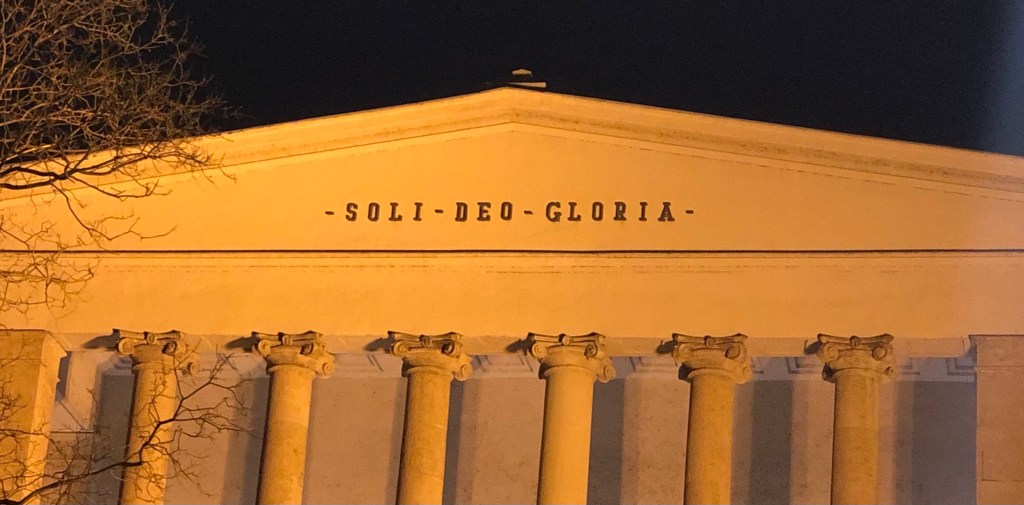 - SOLI - DEO - GLORIA -